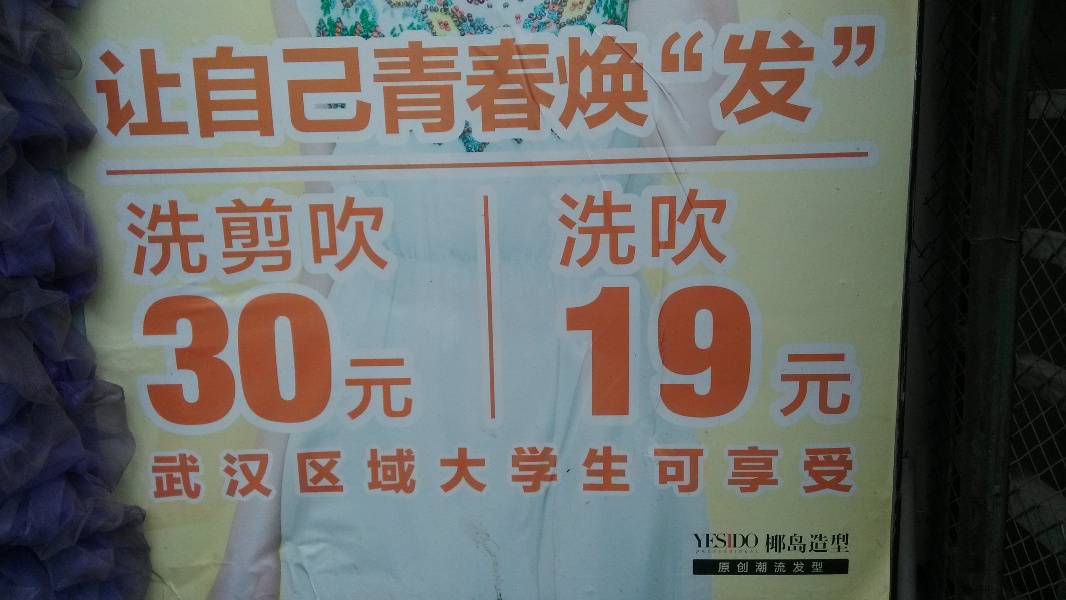 让自己青春焕“发”
洗剪吹 洗吹
30元 19元
武汉区域大学生可享受
YESIDO 椰岛造型
PROFESSIONAL
原创潮流发型